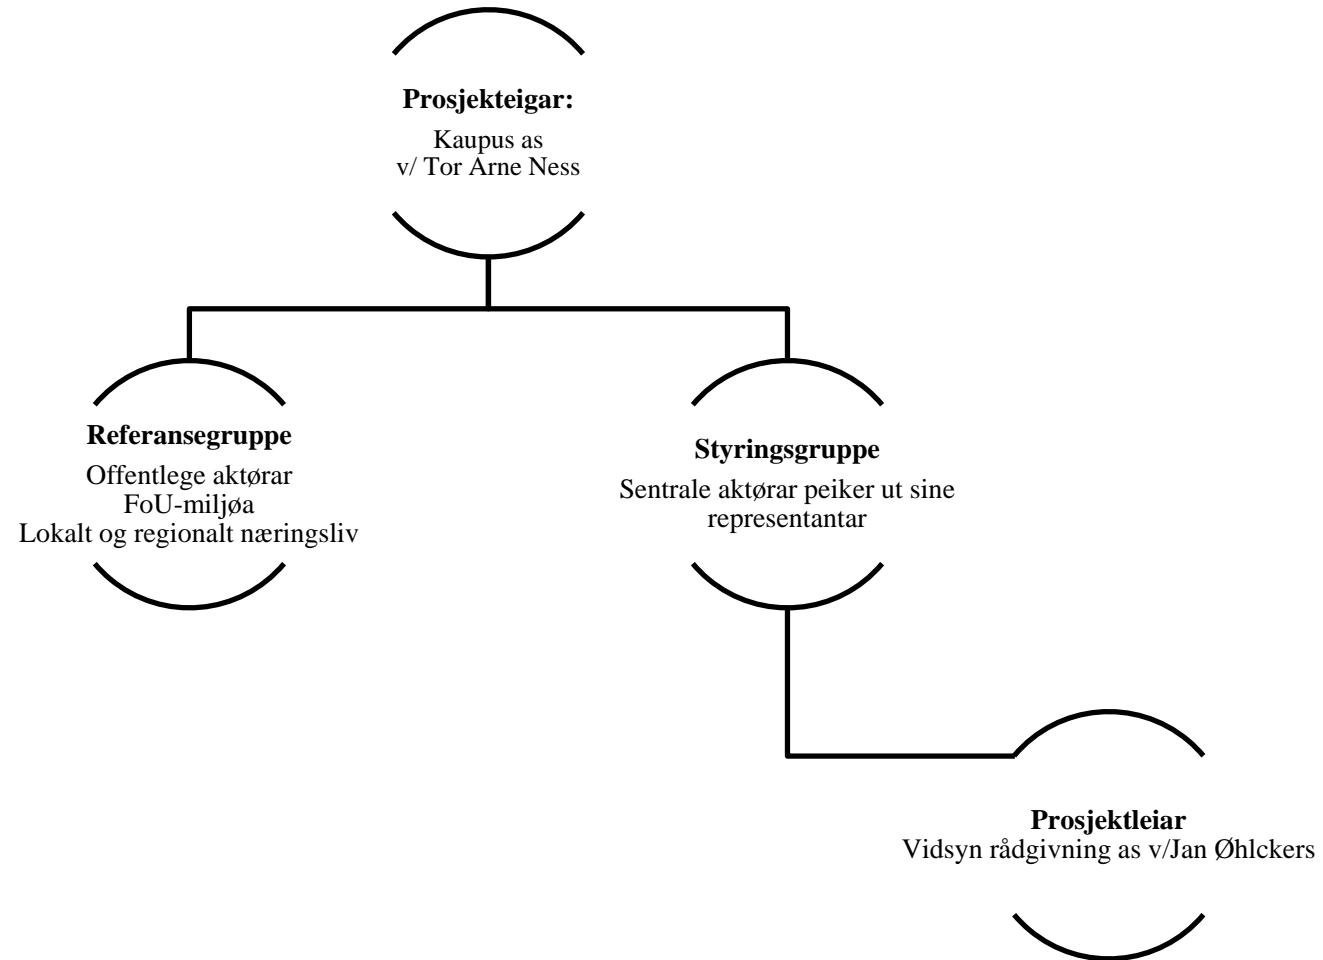 Prosjekteigar:
Kaupus as
v/ Tor Arne Ness
Referansegruppe
Offentlege aktørar
FoU-miljøa
Lokalt og regionalt næringsliv
Styringsgruppe
Sentrale aktørar peiker ut sine
representantar
Prosjektleiar
Vidsyn rådgivning as v/Jan Øhlckers